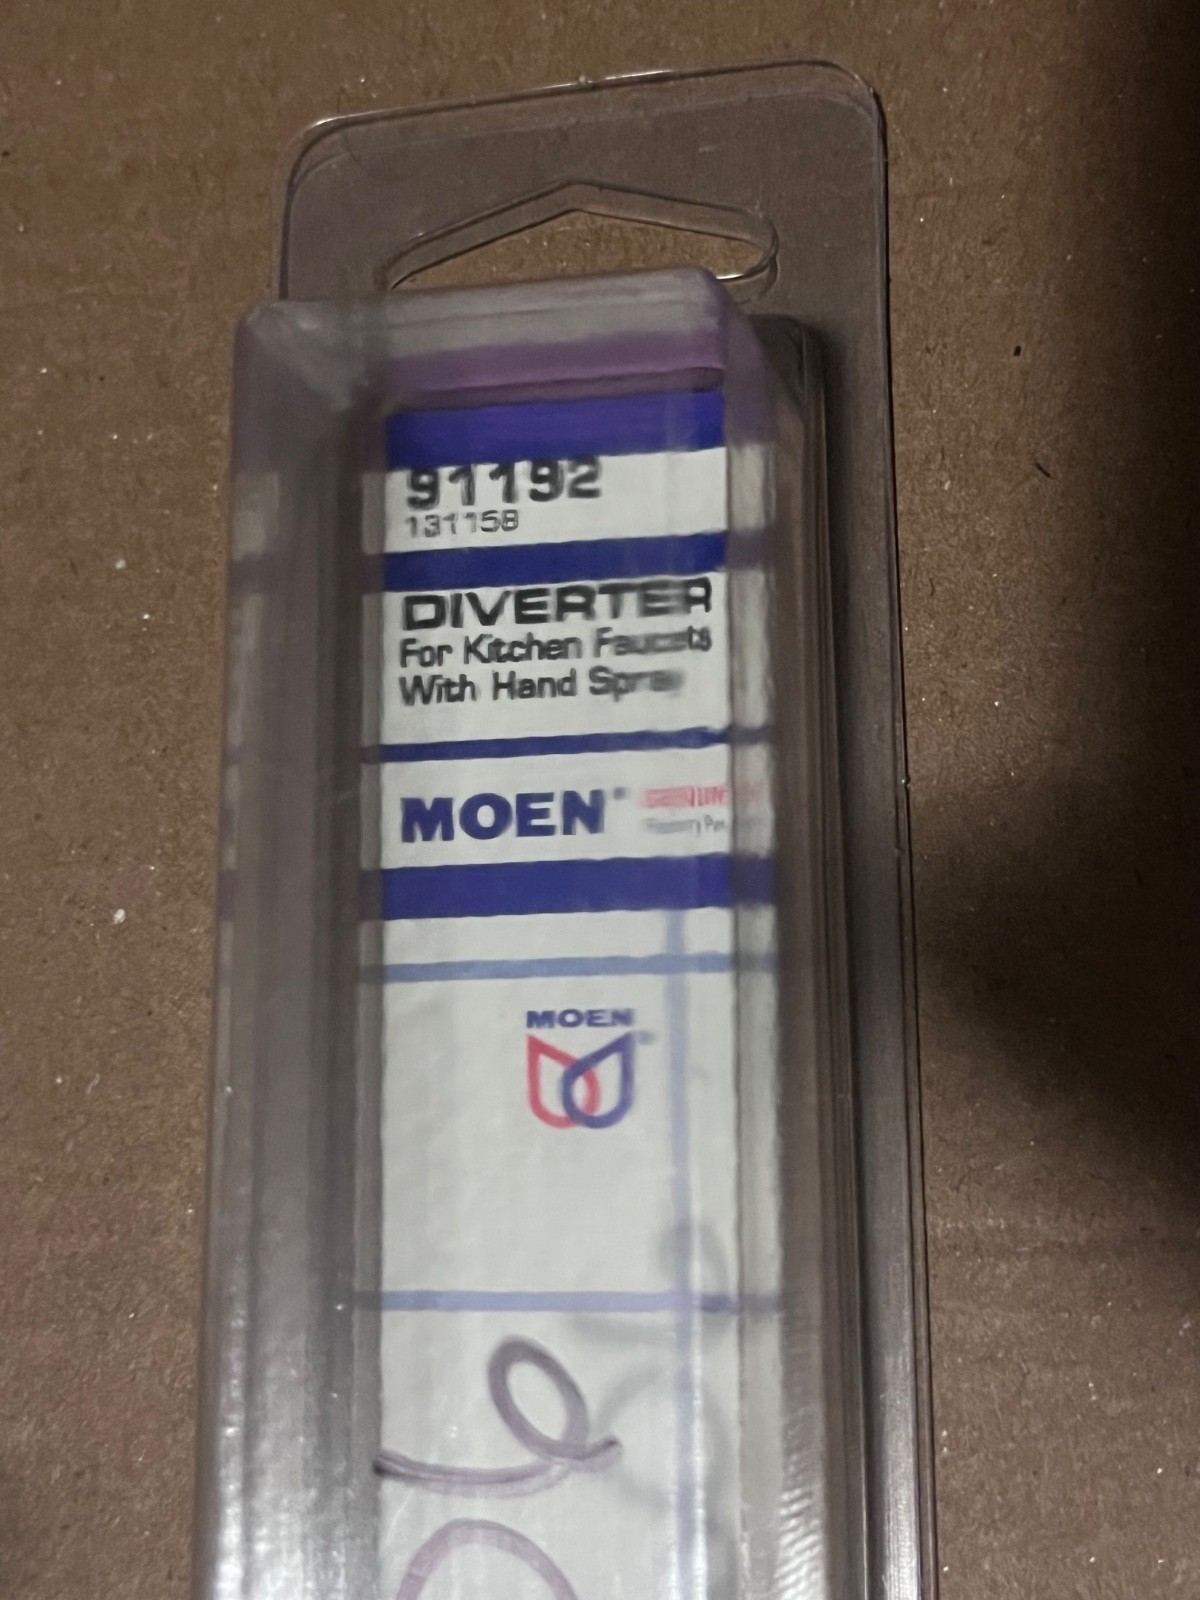 91192
131158
DIVERTER
For Kitchen Faucets
With Hand Spray
MOEN®
MOEN